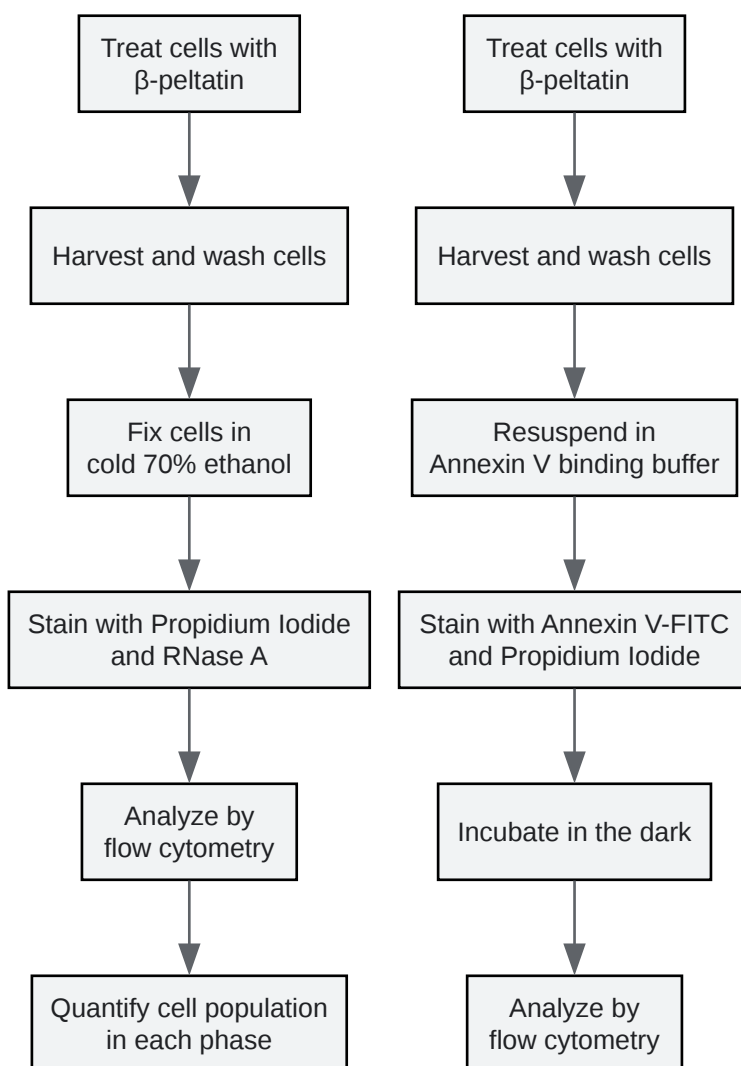 Treat cells with
β-peltatin
Harvest and wash cells
Fix cells in
cold 70% ethanol
Stain with Propidium Iodide
and RNase A
Analyze by
flow cytometry
Quantify cell population
in each phase
Treat cells with
β-peltatin
Harvest and wash cells
Resuspend in
Annexin V binding buffer
Stain with Annexin V-FITC
and Propidium Iodide
Incubate in the dark
Analyze by
flow cytometry